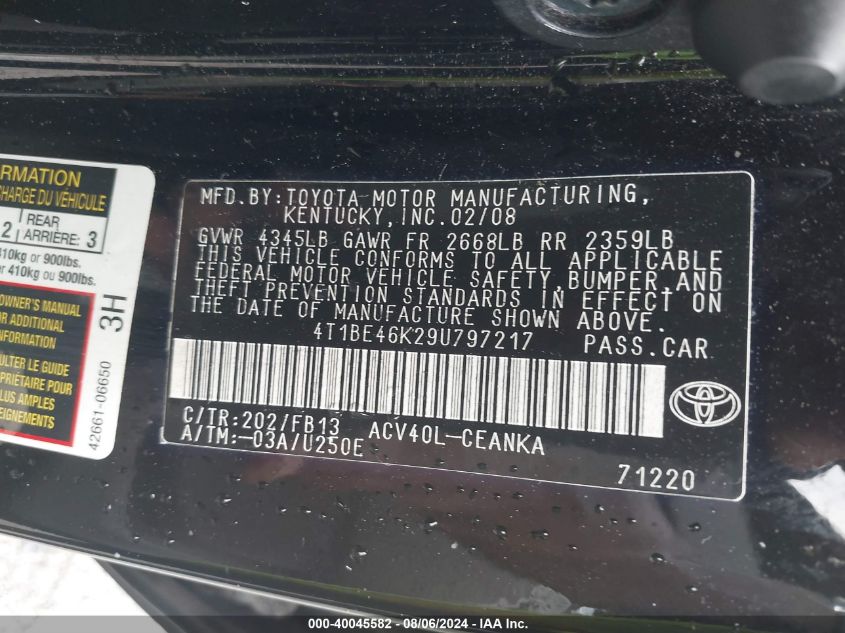 RMATION
CHARGE DU VÉHICULE
2 REAR ARRIÈRE: 3
410kg or 900lbs.
r 410kg ou 900lbs.
OWNER'S MANUAL
OR ADDITIONAL
INFORMATION
LTER LE GUIDE
PRIÉTAIRE POUR
LUS AMPLES
EIGNEMENTS
3H
42661-06650
MFD.BY:TOYOTA MOTOR MANUFACTURING,
KENTUCKY,INC.02/08
GVWR 4345LB GAWR FR 2668LB RR 2359LB
THIS VEHICLE CONFORMS TO ALL APPLICABLE
FEDERAL MOTOR VEHICLE SAFETY,BUMPER,AND
THEFT PREVENTION STANDARDS IN EFFECT ON
THE DATE OF MANUFACTURE SHOWN ABOVE.
4T1BE46K29U797217 PASS.CAR
C/TR:202/FB13 ACV40L-CEANKA
A/TM:-03A/U250E
71220
000-40045582 - 08/06/2024 - IAA Inc.